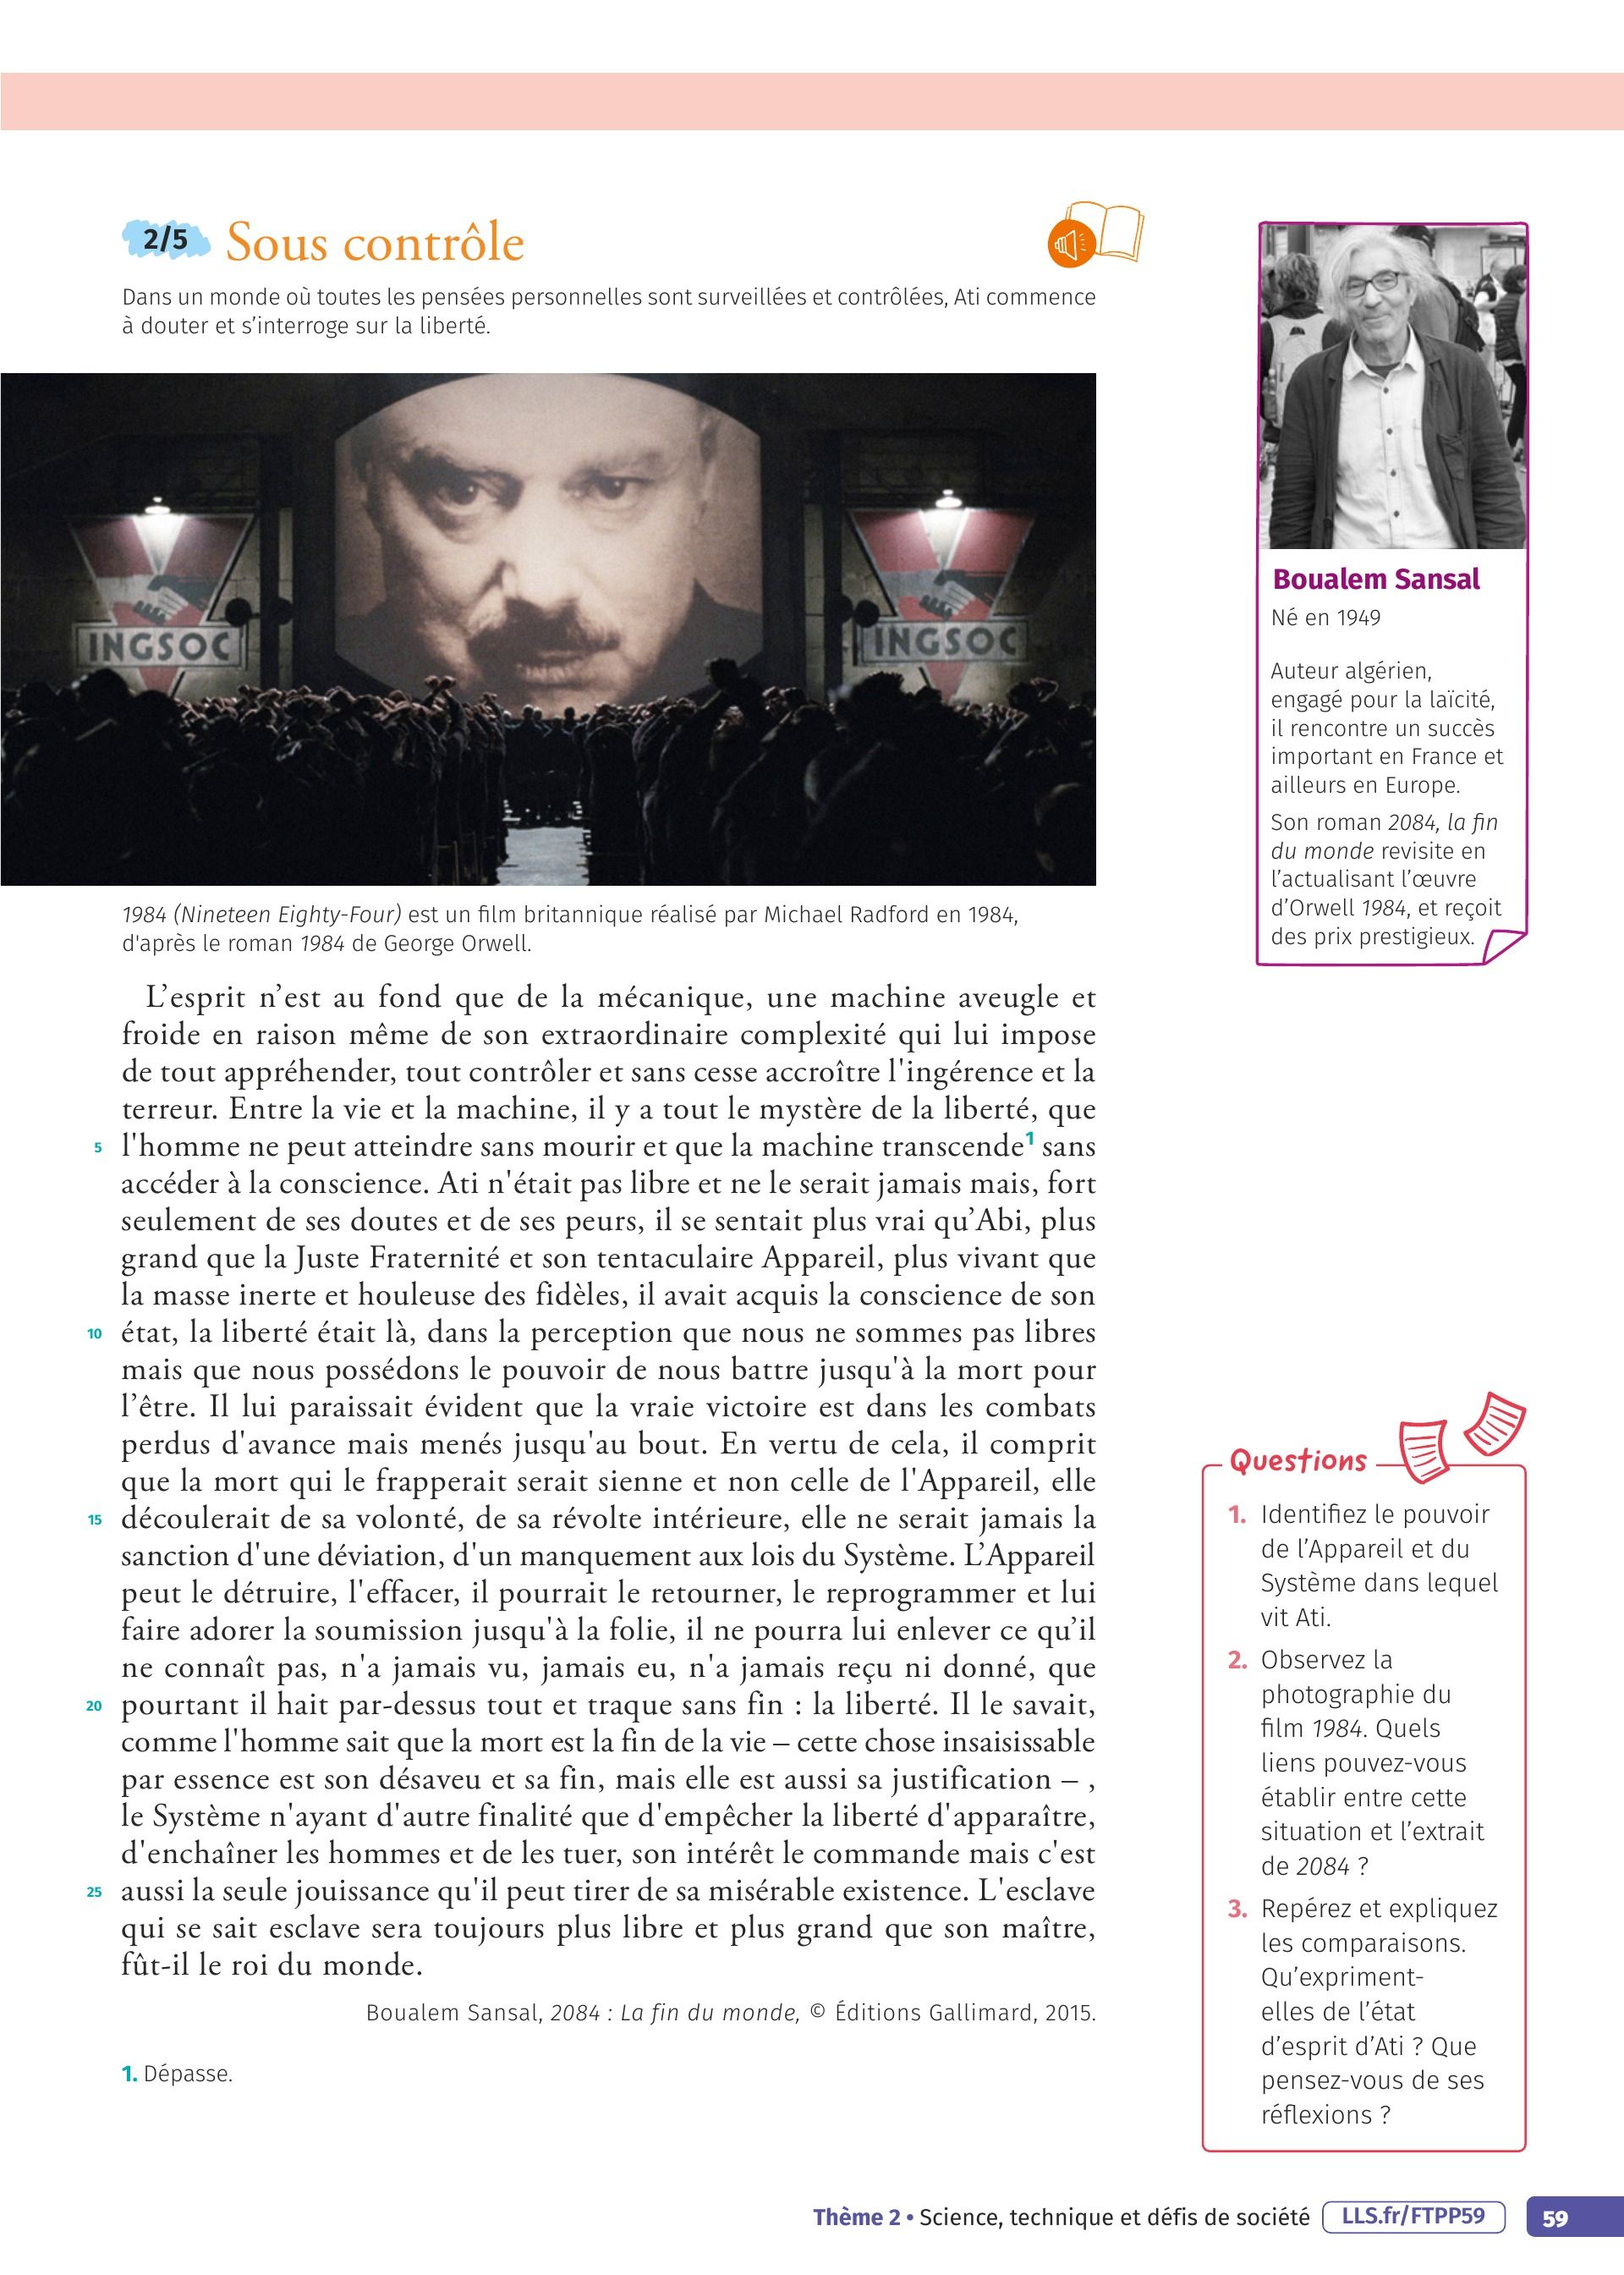 2/5 Sous contrôle
Dans un monde où toutes les pensées personnelles sont surveillées et contrôlées, Ati commence
à douter et s’interroge sur la liberté.
INGSOC
INGSOC
1984 (Nineteen Eighty-Four) est un film britannique réalisé par Michael Radford en 1984,
d'après le roman 1984 de George Orwell.
L’esprit n’est au fond que de la mécanique, une machine aveugle et
froide en raison même de son extraordinaire complexité qui lui impose
de tout appréhender, tout contrôler et sans cesse accroître l'ingérence et la
terreur. Entre la vie et la machine, il y a tout le mystère de la liberté, que
5 l'homme ne peut atteindre sans mourir et que la machine transcende1 sans
accéder à la conscience. Ati n'était pas libre et ne le serait jamais mais, fort
seulement de ses doutes et de ses peurs, il se sentait plus vrai qu’Abi, plus
grand que la Juste Fraternité et son tentaculaire Appareil, plus vivant que
la masse inerte et houleuse des fidèles, il avait acquis la conscience de son
10 état, la liberté était là, dans la perception que nous ne sommes pas libres
mais que nous possédons le pouvoir de nous battre jusqu'à la mort pour
l’être. Il lui paraissait évident que la vraie victoire est dans les combats
perdus d'avance mais menés jusqu'au bout. En vertu de cela, il comprit
que la mort qui le frapperait serait sienne et non celle de l'Appareil, elle
15 découlerait de sa volonté, de sa révolte intérieure, elle ne serait jamais la
sanction d'une déviation, d'un manquement aux lois du Système. L’Appareil
peut le détruire, l'effacer, il pourrait le retourner, le reprogrammer et lui
faire adorer la soumission jusqu'à la folie, il ne pourra lui enlever ce qu’il
ne connaît pas, n'a jamais vu, jamais eu, n'a jamais reçu ni donné, que
20 pourtant il hait par-dessus tout et traque sans fin : la liberté. Il le savait,
comme l'homme sait que la mort est la fin de la vie – cette chose insaisissable
par essence est son désaveu et sa fin, mais elle est aussi sa justification – ,
le Système n'ayant d'autre finalité que d'empêcher la liberté d'apparaître,
d'enchaîner les hommes et de les tuer, son intérêt le commande mais c'est
25 aussi la seule jouissance qu'il peut tirer de sa misérable existence. L'esclave
qui se sait esclave sera toujours plus libre et plus grand que son maître,
fût-il le roi du monde.
Boualem Sansal, 2084 : La fin du monde, © Éditions Gallimard, 2015.
1. Dépasse.
Boualem Sansal
Né en 1949
Auteur algérien,
engagé pour la laïcité,
il rencontre un succès
important en France et
ailleurs en Europe.
Son roman 2084, la fin
du monde revisite en
l’actualisant l’œuvre
d’Orwell 1984, et reçoit
des prix prestigieux.
Questions
1. Identifiez le pouvoir
de l’Appareil et du
Système dans lequel
vit Ati.
2. Observez la
photographie du
film 1984. Quels
liens pouvez-vous
établir entre cette
situation et l’extrait
de 2084 ?
3. Repérez et expliquez
les comparaisons.
Qu’expriment-
elles de l’état
d’esprit d’Ati ? Que
pensez-vous de ses
réflexions ?
Thème 2 • Science, technique et défis de société LLS.fr/FTPP59 59